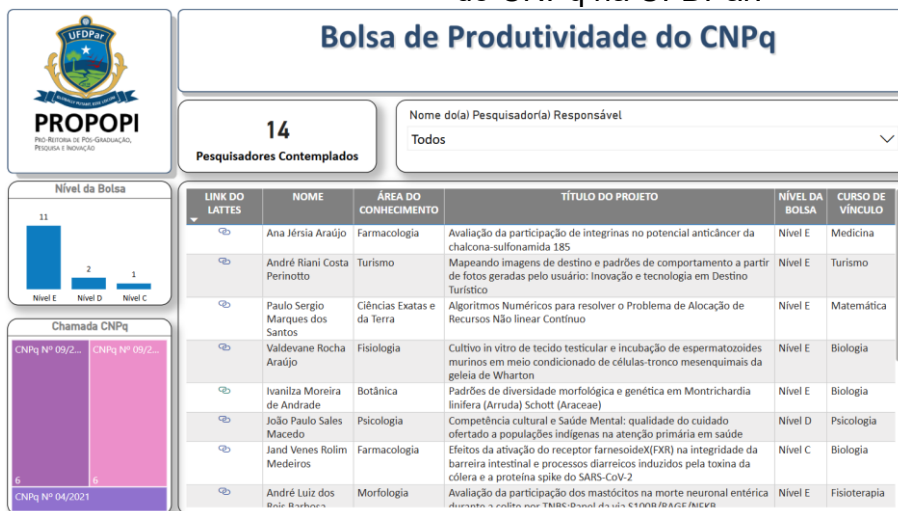 UFDPar
PROPOPI
PRÓ-REITORIA DE PÓS-GRADUAÇÃO,
PESQUISA E INOVAÇÃO
Bolsa de Produtividade do CNPq
14
Pesquisadores Contemplados
Nome do(a) Pesquisador(a) Responsável
Todos
Nível da Bolsa
11
2
1
Nível E Nível D Nível C
Chamada CNPq
CNPq Nº 09/2... CNPq Nº 09/2...
6 6
CNPq Nº 04/2021
LINK DO NOME ÁREA DO TÍTULO DO PROJETO NÍVEL DA CURSO DE
LATTES CONHECIMENTO BOLSA VÍNCULO
Ana Jérsia Araújo Farmacologia Avaliação da participação de integrinas no potencial anticâncer da Nível E Medicina
chalcona-sulfonamida 185
André Riani Costa Turismo Mapeando imagens de destino e padrões de comportamento a partir Nível E Turismo
Perinotto de fotos geradas pelo usuário: Inovação e tecnologia em Destino
Turístico
Paulo Sergio Ciências Exatas e Algoritmos Numéricos para resolver o Problema de Alocação de Nível E Matemática
Marques dos da Terra Recursos Não linear Contínuo
Santos
Valdevane Rocha Fisiologia Cultivo in vitro de tecido testicular e incubação de espermatozoides Nível E Biologia
Araújo murinos em meio condicionado de células-tronco mesenquimais da
geleia de Wharton
Ivanilza Moreira Botânica Padrões de diversidade morfológica e genética em Montrichardia Nível E Biologia
de Andrade linifera (Arruda) Schott (Araceae)
João Paulo Sales Psicologia Competência cultural e Saúde Mental: qualidade do cuidado Nível D Psicologia
Macedo ofertado a populações indígenas na atenção primária em saúde
Jand Venes Rolim Farmacologia Efeitos da ativação do receptor farnesoideX(FXR) na integridade da Nível C Biologia
Medeiros barreira intestinal e processos diarreicos induzidos pela toxina da
cólera e a proteína spike do SARS-CoV-2
André Luiz dos Morfologia Avaliação da participação dos mastócitos na morte neuronal entérica Nível E Fisioterapia
Reis Barbosa durante a colite por TNBS:Papel da via S100B/RAGE/NFKB